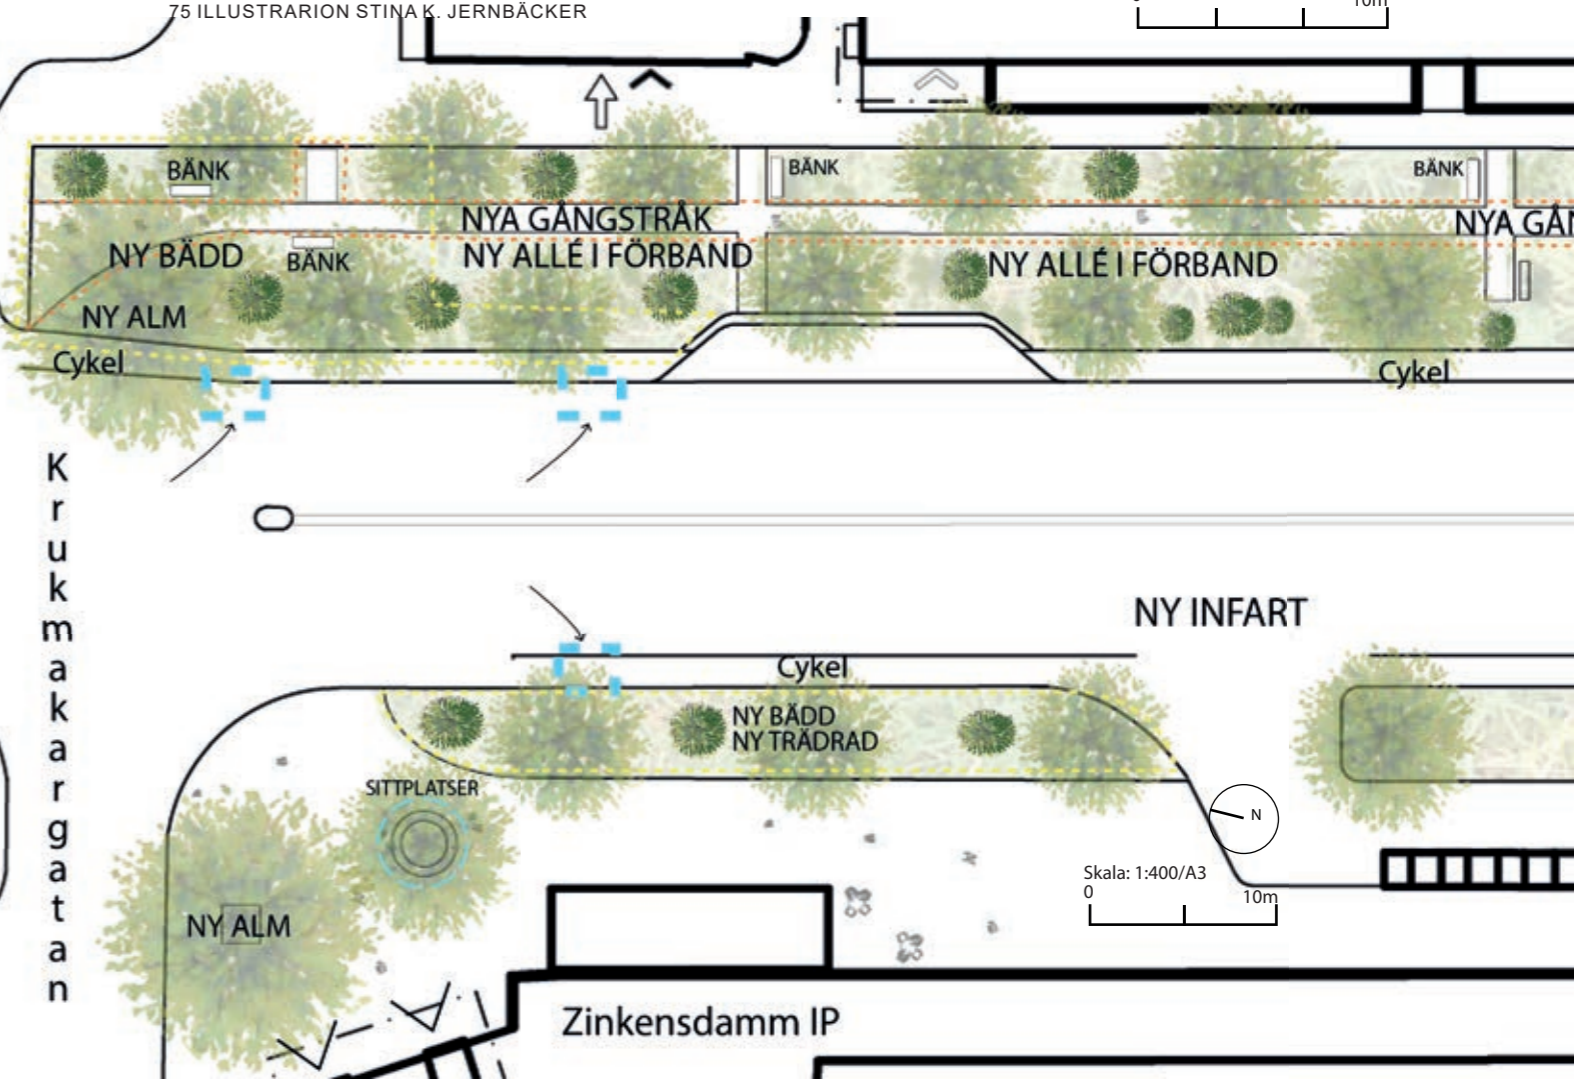 75 ILLUSTRARION STINA K. JERNBÄCKER
10m
BÄNK
BÄNK
BÄNK
NYA GÅNGSTRÅK
NYA GÅN
NY BÄDD
BÄNK
NY ALLÉ I FÖRBAND
NY ALLÉ I FÖRBAND
NY ALM
Cykel
Cykel
Krukmakargatan
NY INFART
Cykel
NY BÄDD
NY TRÄDRAD
SITTPLATSER
N
Skala: 1:400/A3
0
10m
NY ALM
Zinkensdamm IP